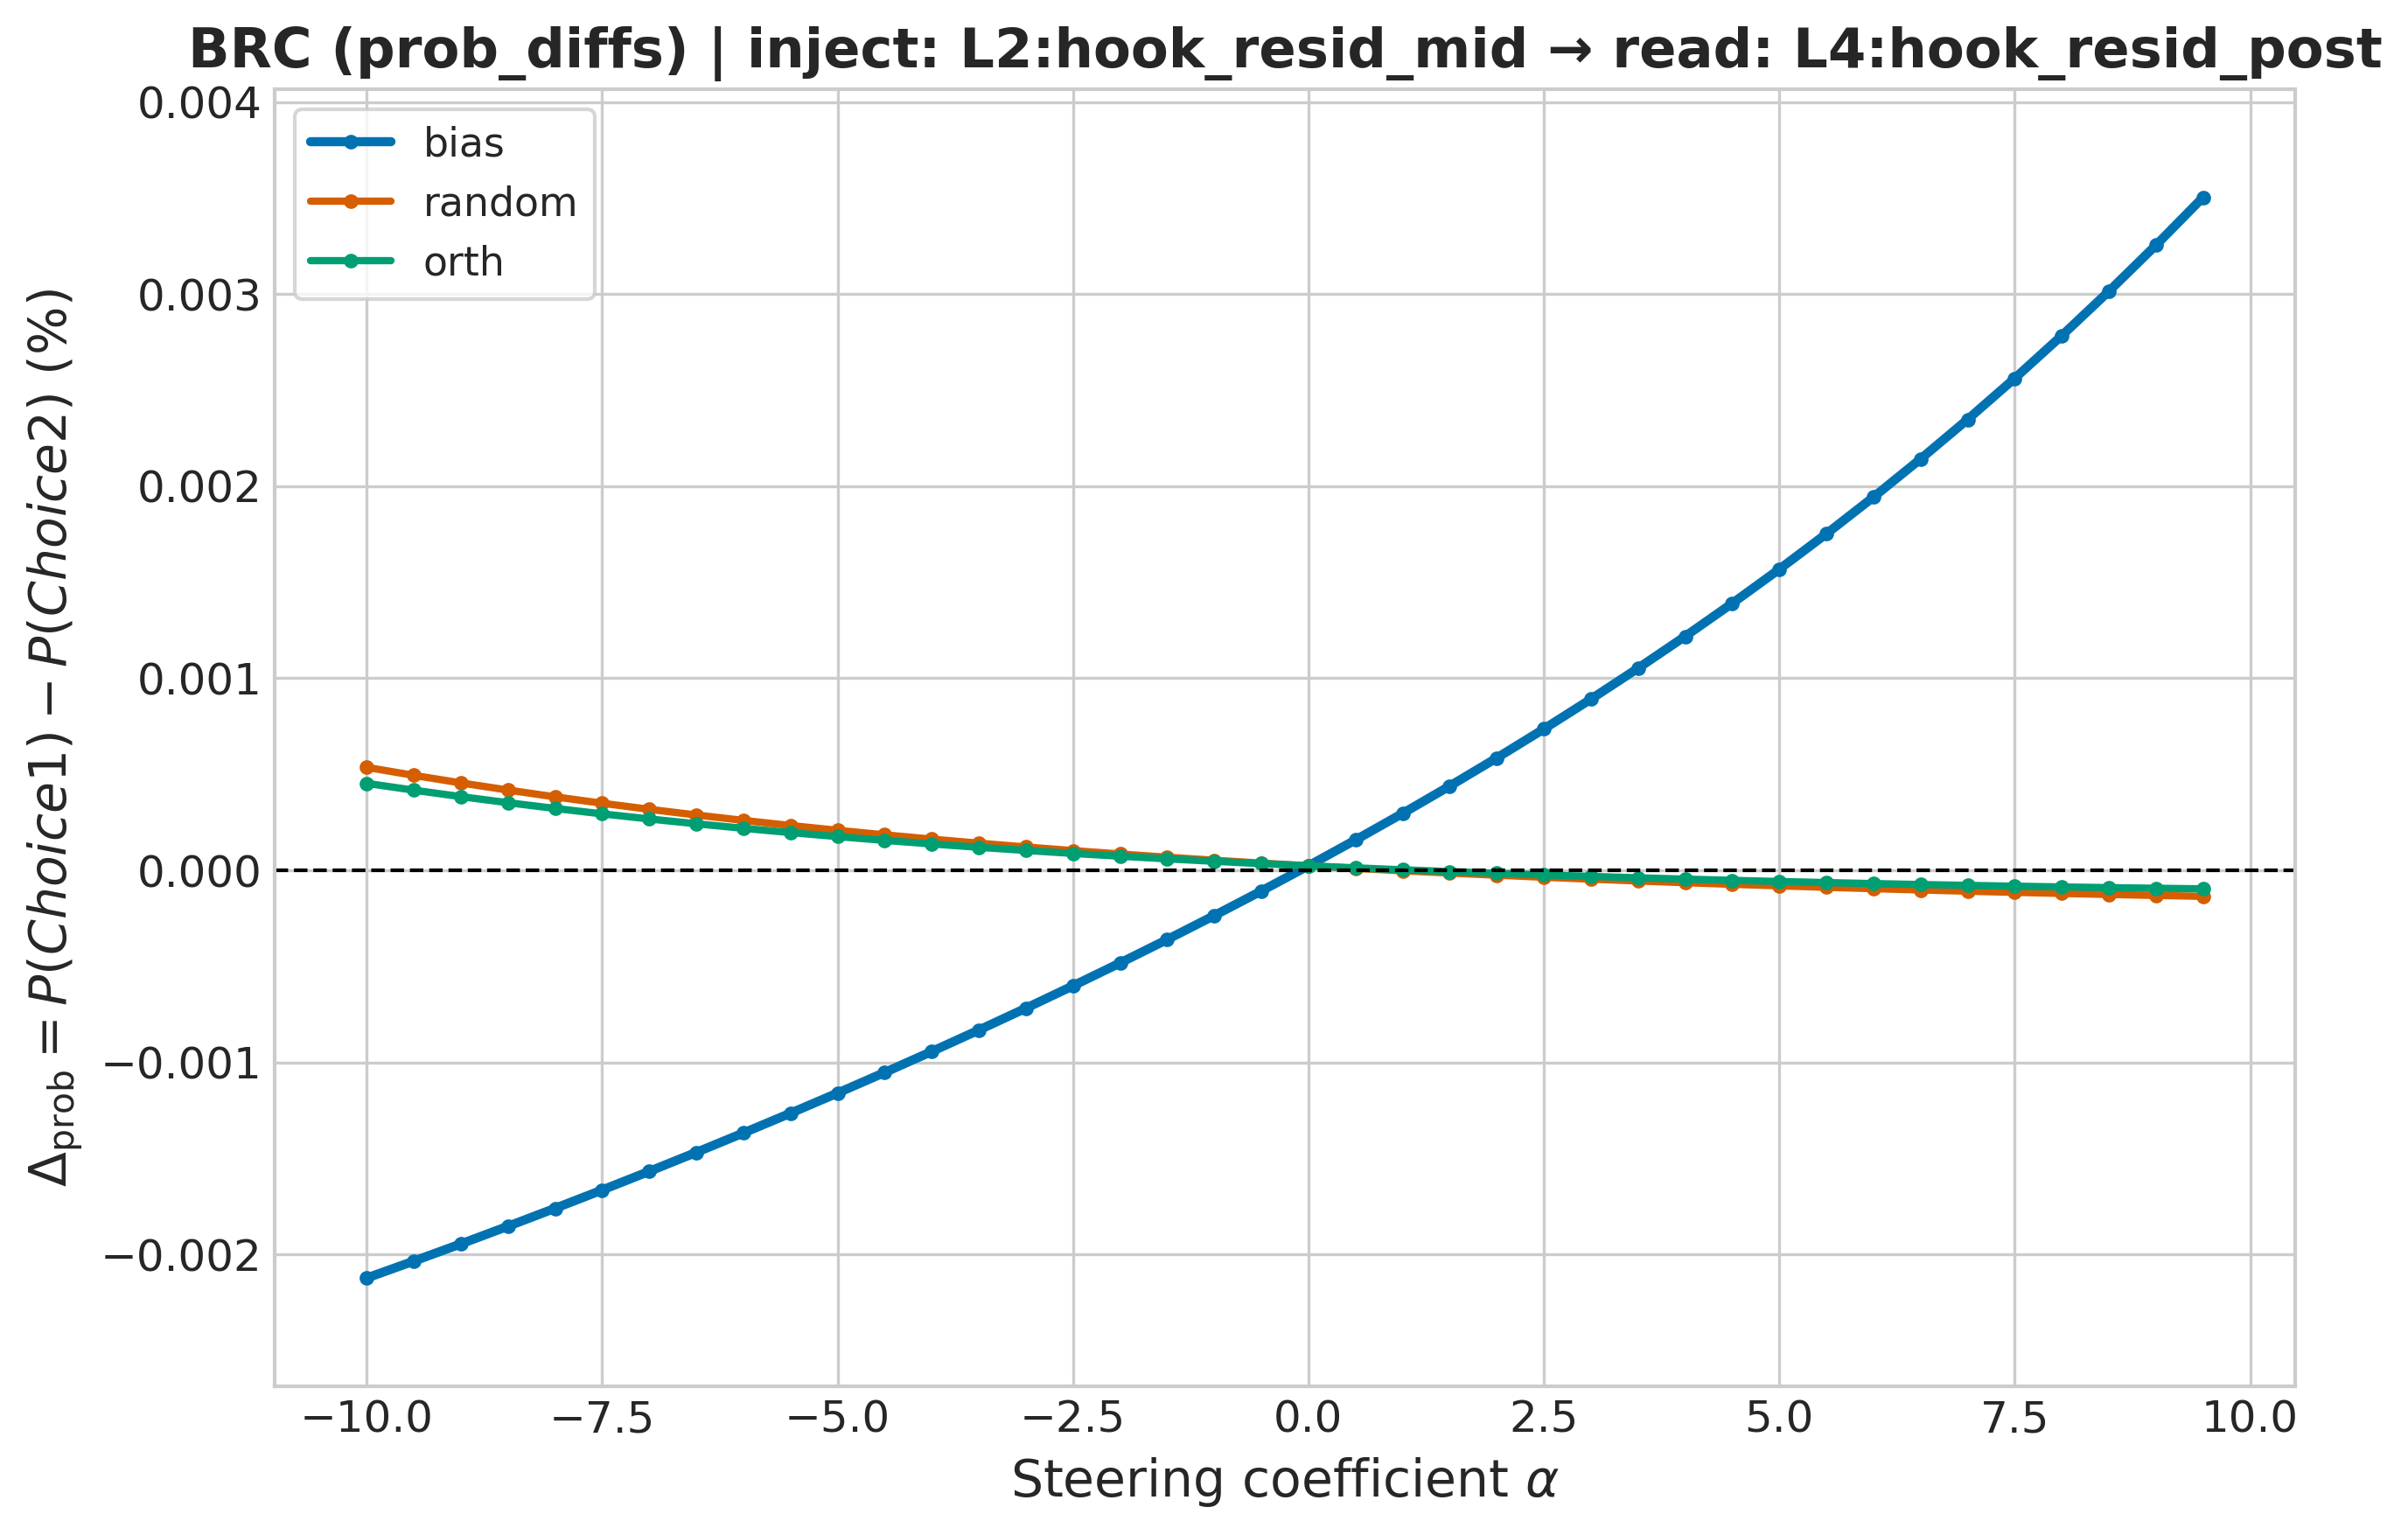 BRC (prob_diffs) | inject: L2:hook_resid_mid → read: L4:hook_resid_post
Δprob = P(Choice1) − P(Choice2) (%)
0.004
0.003
0.002
0.001
0.000
−0.001
−0.002
bias
random
orth
−10.0 −7.5 −5.0 −2.5 0.0 2.5 5.0 7.5 10.0
Steering coefficient α